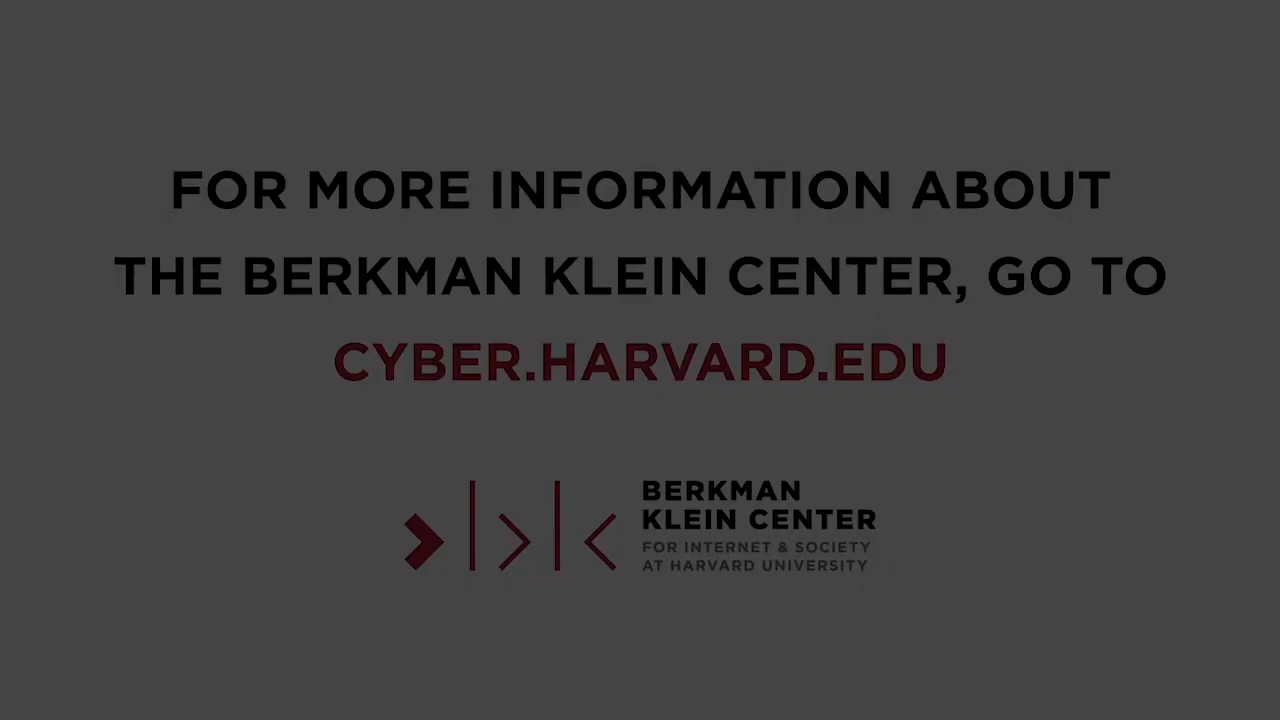 FOR MORE INFORMATION ABOUT
THE BERKMAN KLEIN CENTER, GO TO
CYBER.HARVARD.EDU
BERKMAN
KLEIN CENTER
FOR INTERNET & SOCIETY
AT HARVARD UNIVERSITY